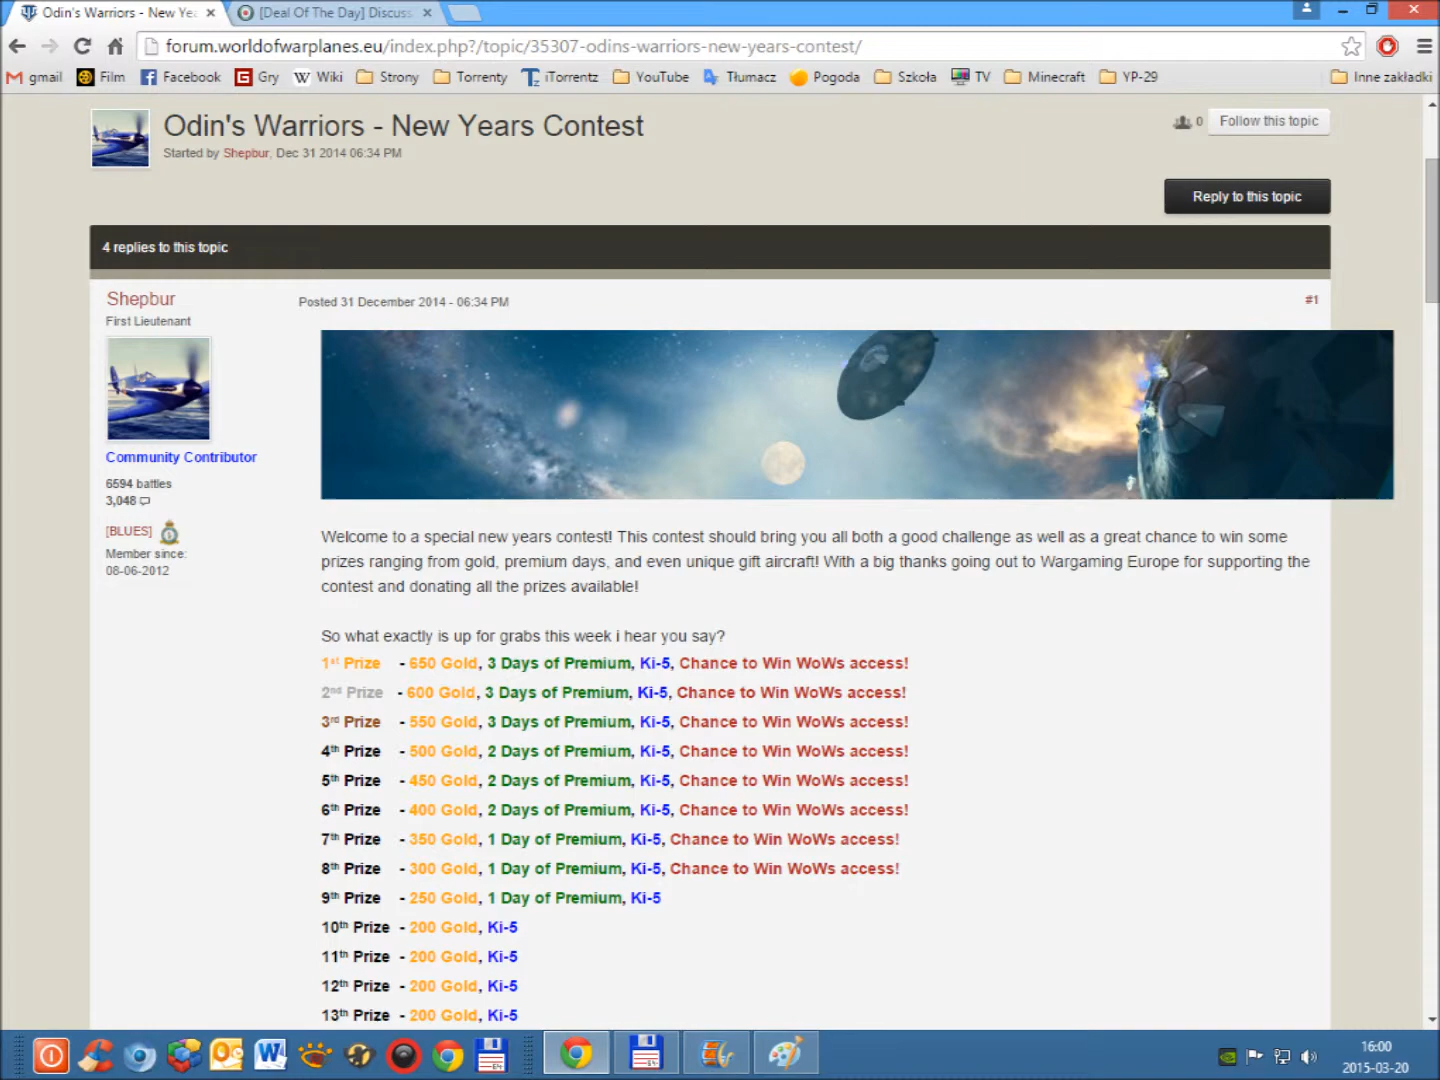 Odin's Warriors - New Yea
[Deal Of The Day] Discuss
forum.worldofwarplanes.eu/index.php?/topic/35307-odins-warriors-new-years-contest/
gmail Film Facebook Gry Wiki Strony Torrenty iTorrentz YouTube Tłumacz Pogoda Szkoła TV Minecraft YP-29 Inne zakładki
Odin's Warriors - New Years Contest
Started by Shepbur, Dec 31 2014 06:34 PM
0 Follow this topic
Reply to this topic
4 replies to this topic
Shepbur
First Lieutenant
Community Contributor
6594 battles
3,048
[BLUES]
Member since:
08-06-2012
Posted 31 December 2014 - 06:34 PM
#1
Welcome to a special new years contest! This contest should bring you all both a good challenge as well as a great chance to win some
prizes ranging from gold, premium days, and even unique gift aircraft! With a big thanks going out to Wargaming Europe for supporting the
contest and donating all the prizes available!
So what exactly is up for grabs this week i hear you say?
1st Prize - 650 Gold, 3 Days of Premium, Ki-5, Chance to Win WoWs access!
2nd Prize - 600 Gold, 3 Days of Premium, Ki-5, Chance to Win WoWs access!
3rd Prize - 550 Gold, 3 Days of Premium, Ki-5, Chance to Win WoWs access!
4th Prize - 500 Gold, 2 Days of Premium, Ki-5, Chance to Win WoWs access!
5th Prize - 450 Gold, 2 Days of Premium, Ki-5, Chance to Win WoWs access!
6th Prize - 400 Gold, 2 Days of Premium, Ki-5, Chance to Win WoWs access!
7th Prize - 350 Gold, 1 Day of Premium, Ki-5, Chance to Win WoWs access!
8th Prize - 300 Gold, 1 Day of Premium, Ki-5, Chance to Win WoWs access!
9th Prize - 250 Gold, 1 Day of Premium, Ki-5
10th Prize - 200 Gold, Ki-5
11th Prize - 200 Gold, Ki-5
12th Prize - 200 Gold, Ki-5
13th Prize - 200 Gold, Ki-5
16:00
2015-03-20